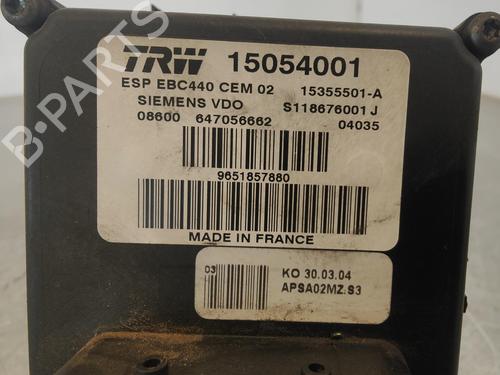 TRW 15054001
ESP EBC440 CEM 02 15355501-A
SIEMENS VDO S118676001 J
08600 647056662 04035
9651857880
MADE IN FRANCE
03 KO 30.03.04
APSA02MZ.S3